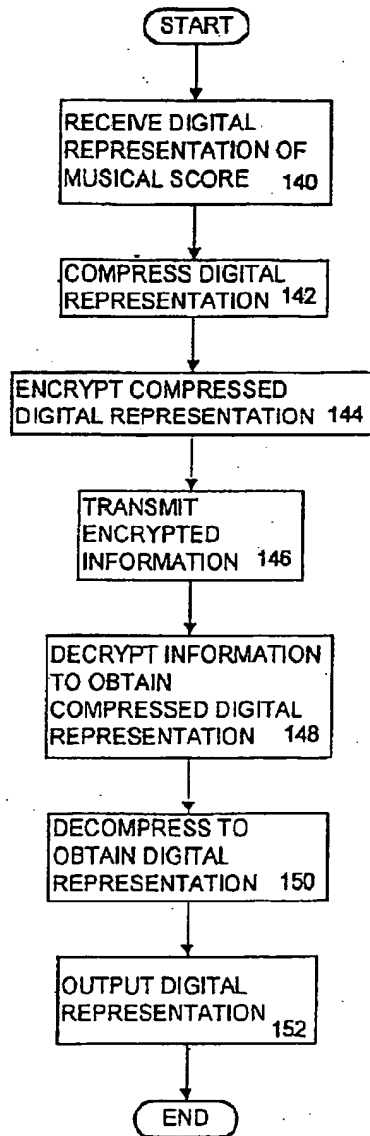 START
RECEIVE DIGITAL
REPRESENTATION OF
MUSICAL SCORE 140
COMPRESS DIGITAL
REPRESENTATION 142
ENCRYPT COMPRESSED
DIGITAL REPRESENTATION 144
TRANSMIT
ENCRYPTED
INFORMATION 146
DECRYPT INFORMATION
TO OBTAIN
COMPRESSED DIGITAL
REPRESENTATION 148
DECOMPRESS TO
OBTAIN DIGITAL
REPRESENTATION 150
OUTPUT DIGITAL
REPRESENTATION 152
END